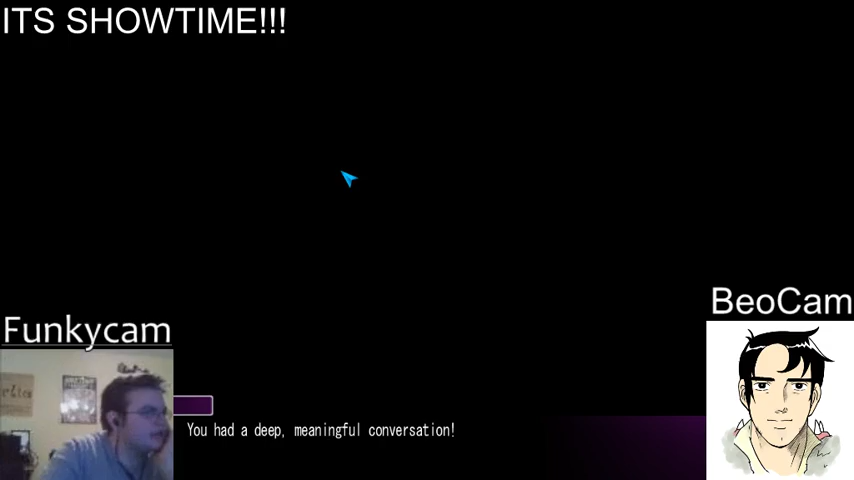 ITS SHOWTIME!!!
BeoCam
Funkycam
You had a deep, meaningful conversation!